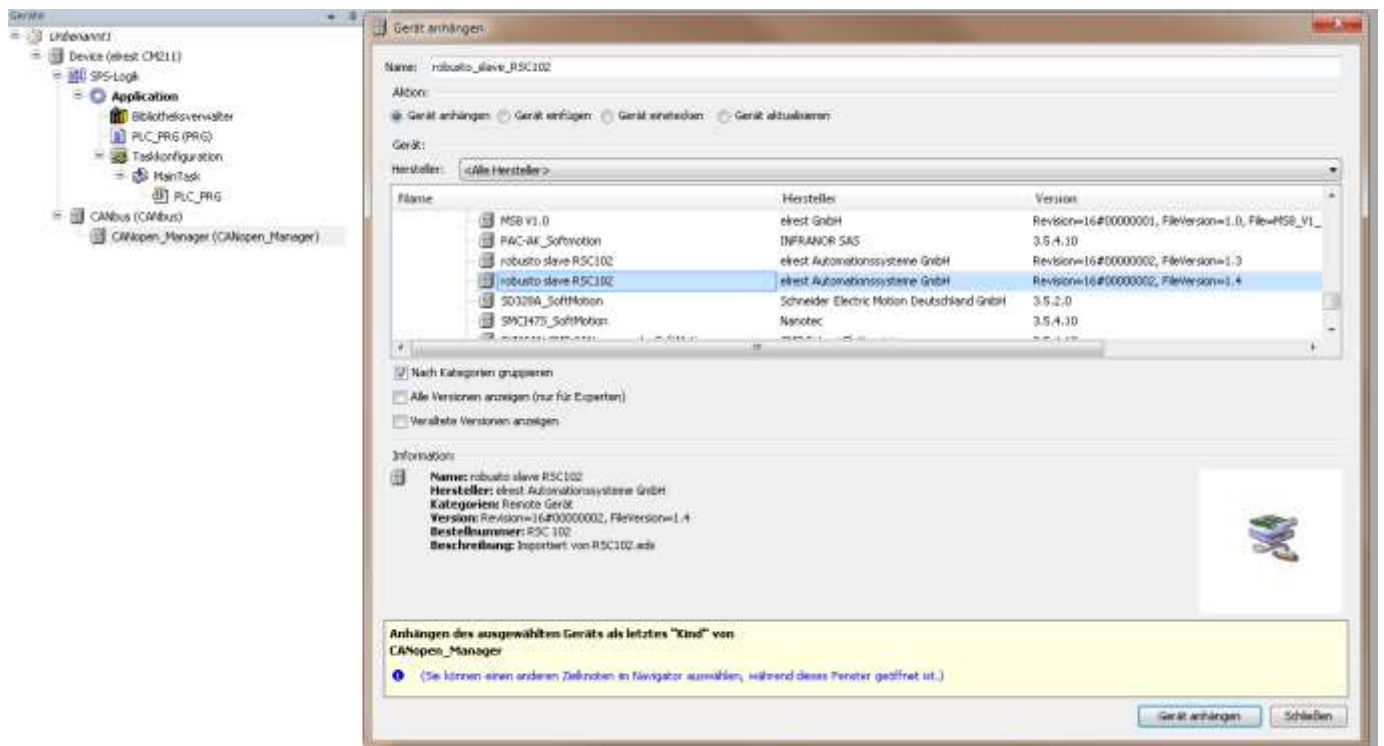 Geräte
Unbenannt1
Device (elrest CM211)
SPS-Logik
Application
Bibliotheksverwalter
PLC_PRG (PRG)
Taskkonfiguration
MainTask
PLC_PRG
CANbus (CANbus)
CANopen_Manager (CANopen_Manager)
Gerät anhängen
Name: robusto_slave_RSC102
Aktion:
Gerät anhängen Gerät einfügen Gerät einstecken Gerät aktualisieren
Gerät:
Hersteller: <Alle Hersteller>
Name Hersteller Version
MSB V1.0 elrest GmbH Revision=16#00000001, FileVersion=1.0, File=MSB_V1_
PAC-AK_Softmotion INFRANOR SAS 3.5.4.10
robusto slave RSC102 elrest Automationssysteme GmbH Revision=16#00000002, FileVersion=1.3
robusto slave RSC102 elrest Automationssysteme GmbH Revision=16#00000002, FileVersion=1.4
SD328A_SoftMotion Schneider Electric Motion Deutschland GmbH 3.5.2.0
SMCI47S_SoftMotion Nanotec 3.5.4.10
Nach Kategorien gruppieren
Alle Versionen anzeigen (nur für Experten)
Veraltete Versionen anzeigen
Information:
Name: robusto slave RSC102
Hersteller: elrest Automationssysteme GmbH
Kategorien: Remote Gerät
Version: Revision=16#00000002, FileVersion=1.4
Bestellnummer: RSC 102
Beschreibung: Importiert von RSC102.eds
Anhängen des ausgewählten Geräts als letztes "Kind" von
CANopen_Manager
(Sie können einen anderen Zielknoten im Navigator auswählen, während dieses Fenster geöffnet ist.)
Gerät anhängen Schließen